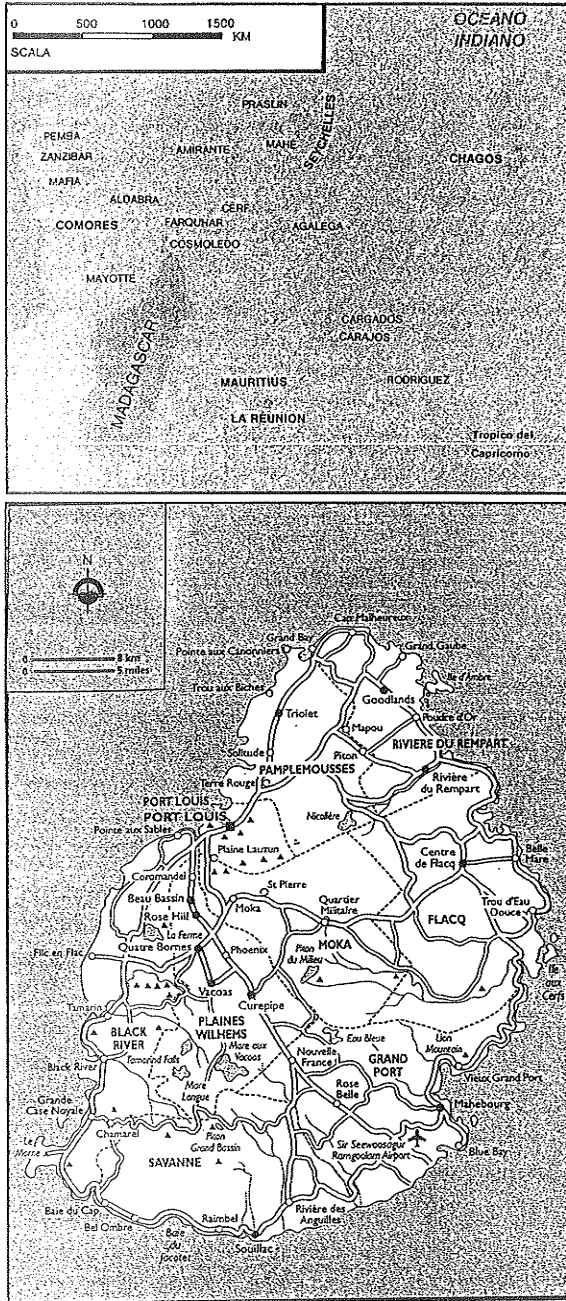 0 500 1000 1500
KM
SCALA
OCEANO
INDIANO
PRASLIN
PEMBA
ZANZIBAR
AMIRANTE
MAHE
SEYCHELLES
CHAGOS
MAFIA
ALDABRA
CERF
COMORES
FARQUHAR
AGALEGA
COSMOLEDO
MAYOTTE
MADAGASCAR
CARGADOS
CARAJOS
MAURITIUS
RODRIGUEZ
LA REUNION
Tropico del
Capricorno
N
0 8 km
0 5 miles
Cap Malheureux
Grand Bay
Pointe aux Canonniers
Grand Gaube
Ile d'Ambre
Trou aux Biches
Goodlands
Triolet
Poudre d'Or
Mapou
Solitude
Piton
RIVIERE DU REMPART
PAMPLEMOUSSES
Terre Rouge
Rivière
du Rempart
PORT LOUIS
PORT LOUIS
Nicolière
Pointe aux Sables
Plaine Lauzun
Centre
de Flacq
Belle
Mare
Coromandel
St Pierre
Beau Bassin
Moka
Quartier
Militaire
Trou d'Eau
Douce
Rose Hill
FLACQ
La Ferme
MOKA
Flic en Flac
Quatre Bornes
Phoenix
Piton
du Milieu
Ile
aux
Cerfs
Vacoas
Curepipe
Tamarin
PLAINES
WILHEMS
BLACK
RIVER
Eau Bleue
Lion
Mountain
Tamarind Falls
Mare aux
Vacoas
GRAND
PORT
Nouvelle
France
Black River
Vieux Grand Port
Mare
Longue
Rose
Belle
Grande
Case Noyale
Mahebourg
Chamarel
Piton
Grand Bassin
Sir Seewoosagur
Ramgoolam Airport
Le
Morne
Blue Bay
SAVANNE
Baie du Cap
Rivière des
Anguilles
Bel Ombre
Raimbel
Baie
du
Jacotet
Souillac